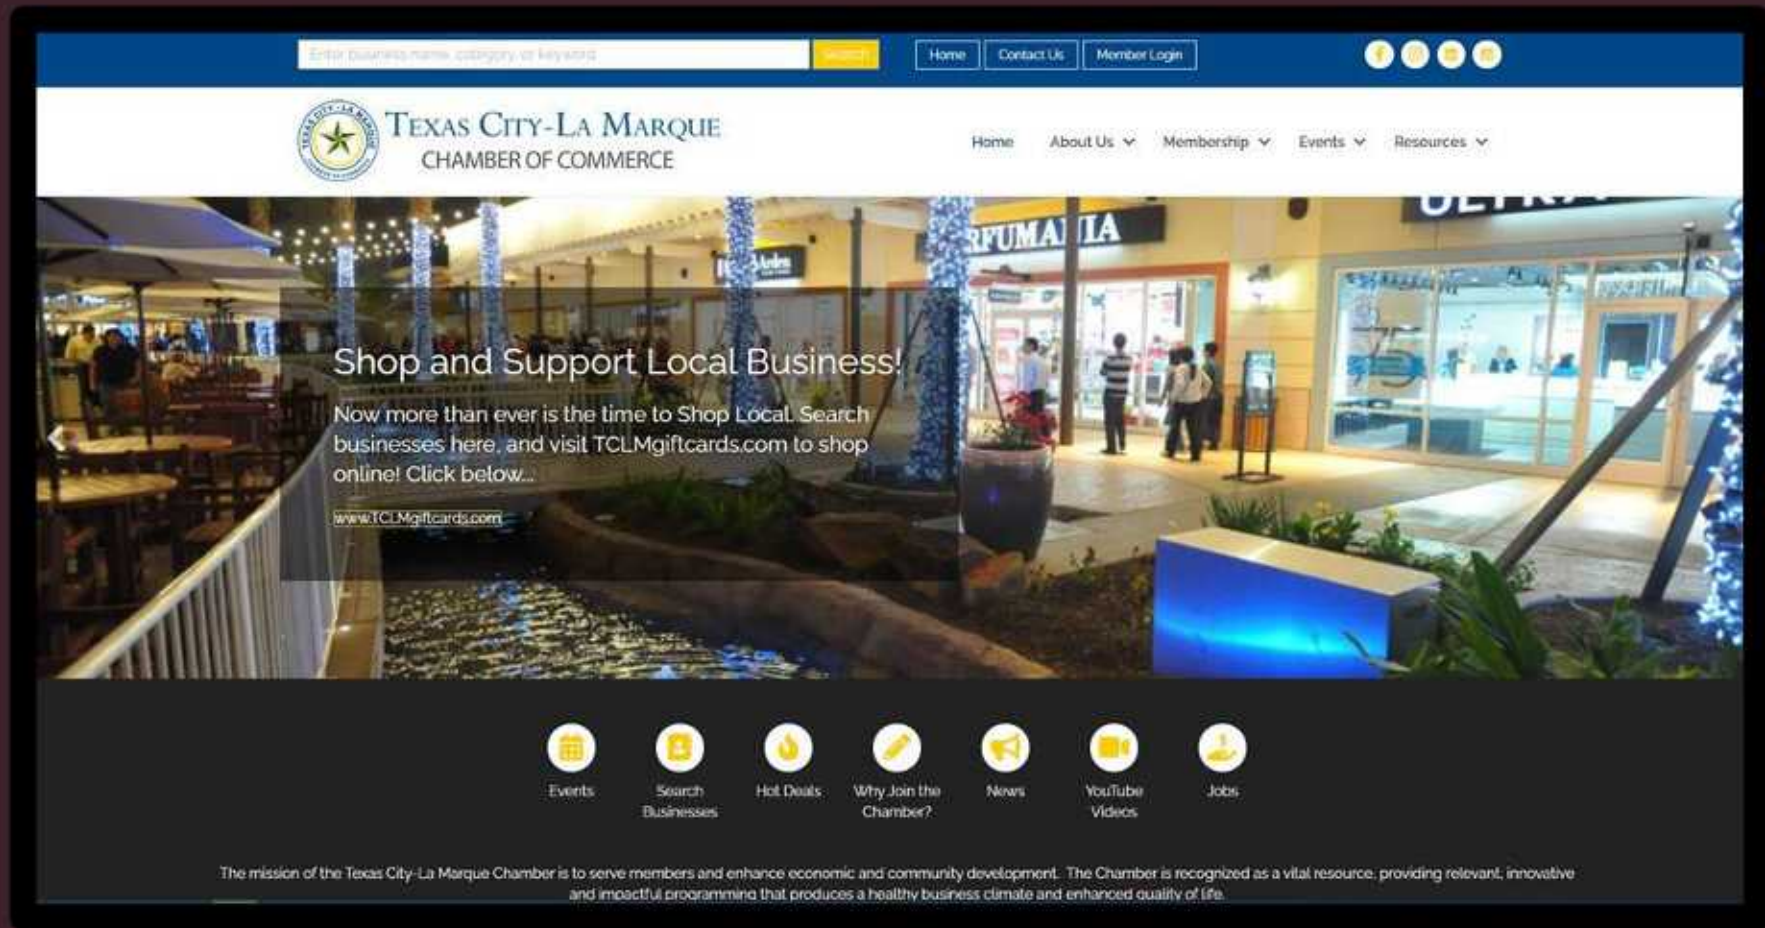 Enter business name, category, or keyword
Search
Home
Contact Us
Member Login
TEXAS CITY-LA MARQUE
CHAMBER OF COMMERCE
Home
About Us
Membership
Events
Resources
Shop and Support Local Business!
Now more than ever is the time to Shop Local. Search
businesses here, and visit TCLMgiftcards.com to shop
online! Click below...
www.TCLMgiftcards.com
Events
Search
Businesses
Hot Deals
Why Join the
Chamber?
News
YouTube
Videos
Jobs
The mission of the Texas City-La Marque Chamber is to serve members and enhance economic and community development. The Chamber is recognized as a vital resource, providing relevant, innovative
and impactful programming that produces a healthy business climate and enhanced quality of life.